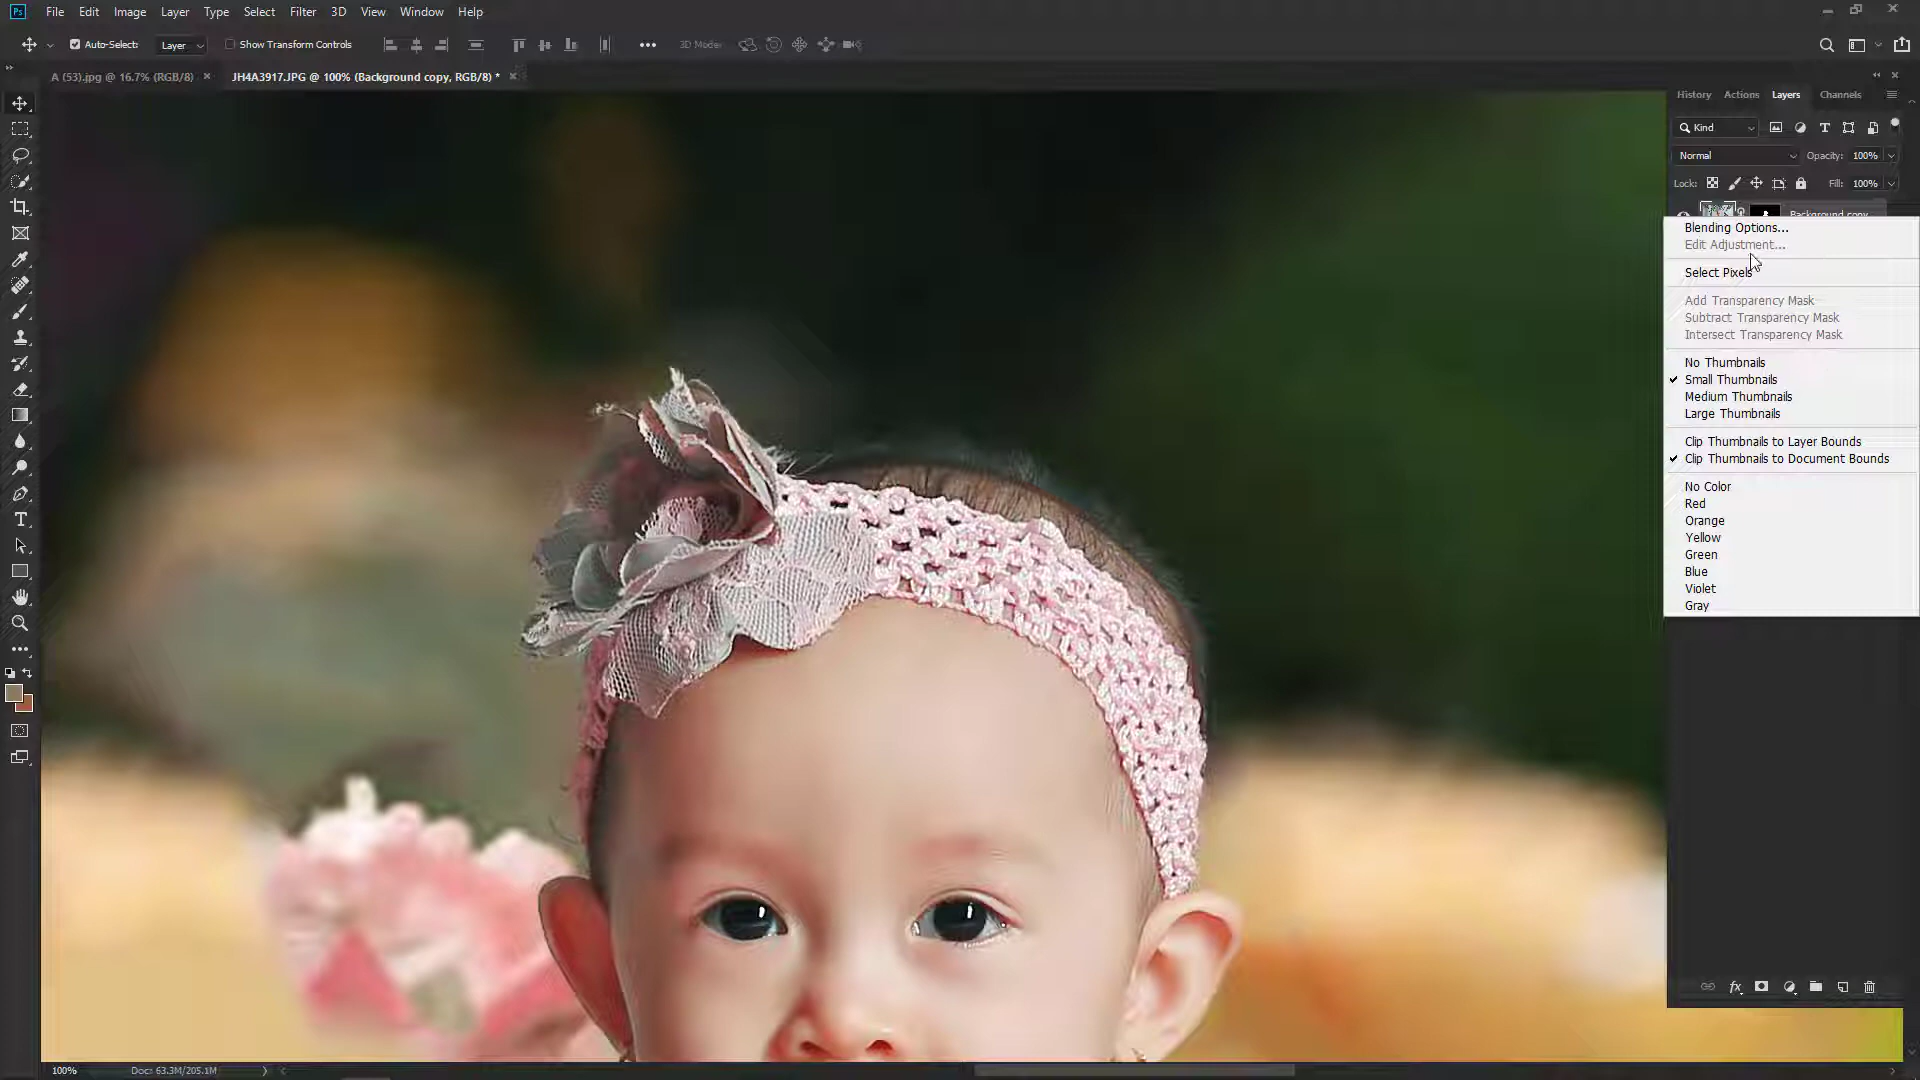 Ps File Edit Image Layer Type Select Filter 3D View Window Help
Auto-Select: Layer Show Transform Controls 3D Mode:
A (53).jpg @ 16.7% (RGB/8) JH4A3917.JPG @ 100% (Background copy, RGB/8) *
History Actions Layers Channels
Kind
Normal Opacity: 100%
Lock: Fill: 100%
Background copy
Blending Options...
Edit Adjustment...
Select Pixels
Add Transparency Mask
Subtract Transparency Mask
Intersect Transparency Mask
No Thumbnails
Small Thumbnails
Medium Thumbnails
Large Thumbnails
Clip Thumbnails to Layer Bounds
Clip Thumbnails to Document Bounds
No Color
Red
Orange
Yellow
Green
Blue
Violet
Gray
fx
100% Doc: 63.3M/205.1M